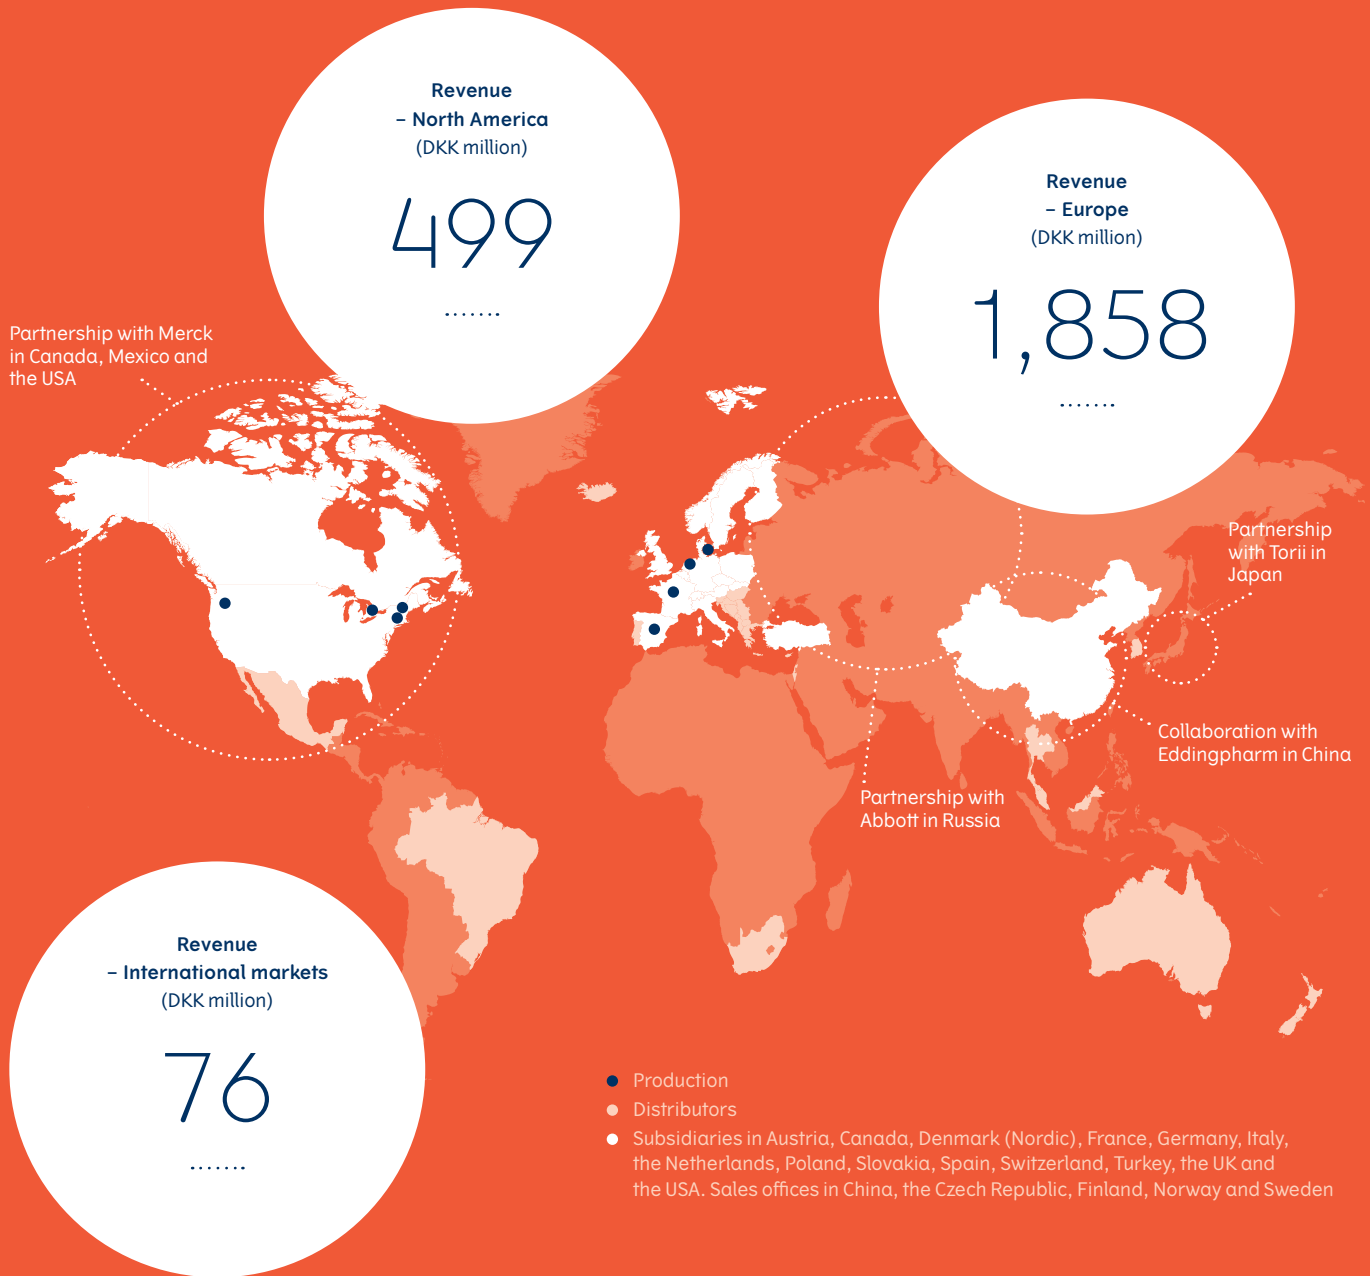 Revenue
– North America
(DKK million)
499
Revenue
– Europe
(DKK million)
1,858
Partnership with Merck
in Canada, Mexico and
the USA
Partnership
with Torii in
Japan
Collaboration with
Eddingpharm in China
Partnership with
Abbott in Russia
Revenue
– International markets
(DKK million)
76
Production
Distributors
Subsidiaries in Austria, Canada, Denmark (Nordic), France, Germany, Italy,
the Netherlands, Poland, Slovakia, Spain, Switzerland, Turkey, the UK and
the USA. Sales offices in China, the Czech Republic, Finland, Norway and Sweden